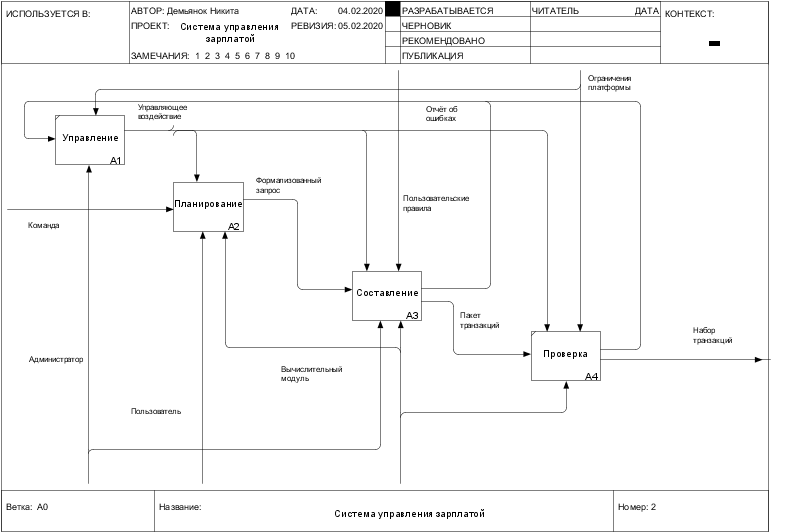 ИСПОЛЬЗУЕТСЯ В:
АВТОР: Демьянок Никита
ДАТА: 04.02.2020
РАЗРАБАТЫВАЕТСЯ
ЧИТАТЕЛЬ
ДАТА
КОНТЕКСТ:
ПРОЕКТ: Система управления
зарплатой
РЕВИЗИЯ: 05.02.2020
ЧЕРНОВИК
РЕКОМЕНДОВАНО
ЗАМЕЧАНИЯ: 1 2 3 4 5 6 7 8 9 10
ПУБЛИКАЦИЯ
Ограничения
платформы
Управляющее
воздействие
Отчёт об
ошибках
Управление
A1
Формализованный
запрос
Планирование
A2
Пользовательские
правила
Команда
Составление
A3
Пакет
транзакций
Набор
транзакций
Проверка
A4
Администратор
Вычислительный
модуль
Пользователь
Ветка: A0
Название:
Система управления зарплатой
Номер: 2